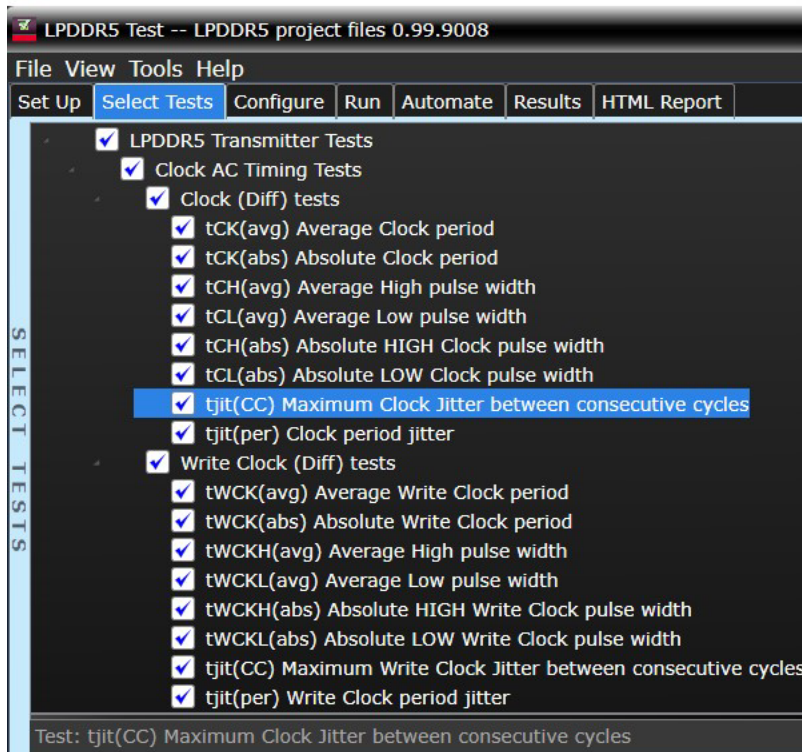 LPDDR5 Test -- LPDDR5 project files 0.99.9008
File View Tools Help
Set Up Select Tests Configure Run Automate Results HTML Report
SELECT TESTS
LPDDR5 Transmitter Tests
Clock AC Timing Tests
Clock (Diff) tests
tCK(avg) Average Clock period
tCK(abs) Absolute Clock period
tCH(avg) Average High pulse width
tCL(avg) Average Low pulse width
tCH(abs) Absolute HIGH Clock pulse width
tCL(abs) Absolute LOW Clock pulse width
tjit(CC) Maximum Clock Jitter between consecutive cycles
tjit(per) Clock period jitter
Write Clock (Diff) tests
tWCK(avg) Average Write Clock period
tWCK(abs) Absolute Write Clock period
tWCKH(avg) Average High pulse width
tWCKL(avg) Average Low pulse width
tWCKH(abs) Absolute HIGH Write Clock pulse width
tWCKL(abs) Absolute LOW Write Clock pulse width
tjit(CC) Maximum Write Clock Jitter between consecutive cycles
tjit(per) Write Clock period jitter
Test: tjit(CC) Maximum Clock Jitter between consecutive cycles